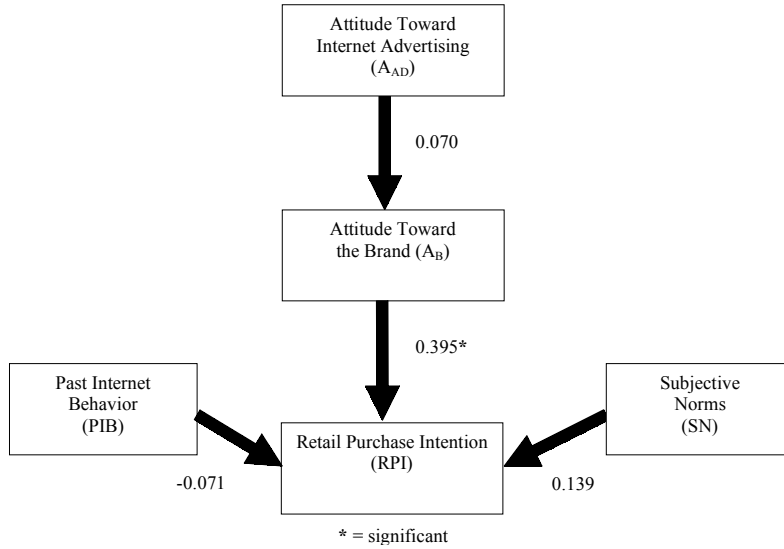 Attitude Toward
Internet Advertising
(AAD)
0.070
Attitude Toward
the Brand (AB)
0.395*
Past Internet
Behavior
(PIB)
Subjective
Norms
(SN)
Retail Purchase Intention
(RPI)
-0.071
0.139
* = significant